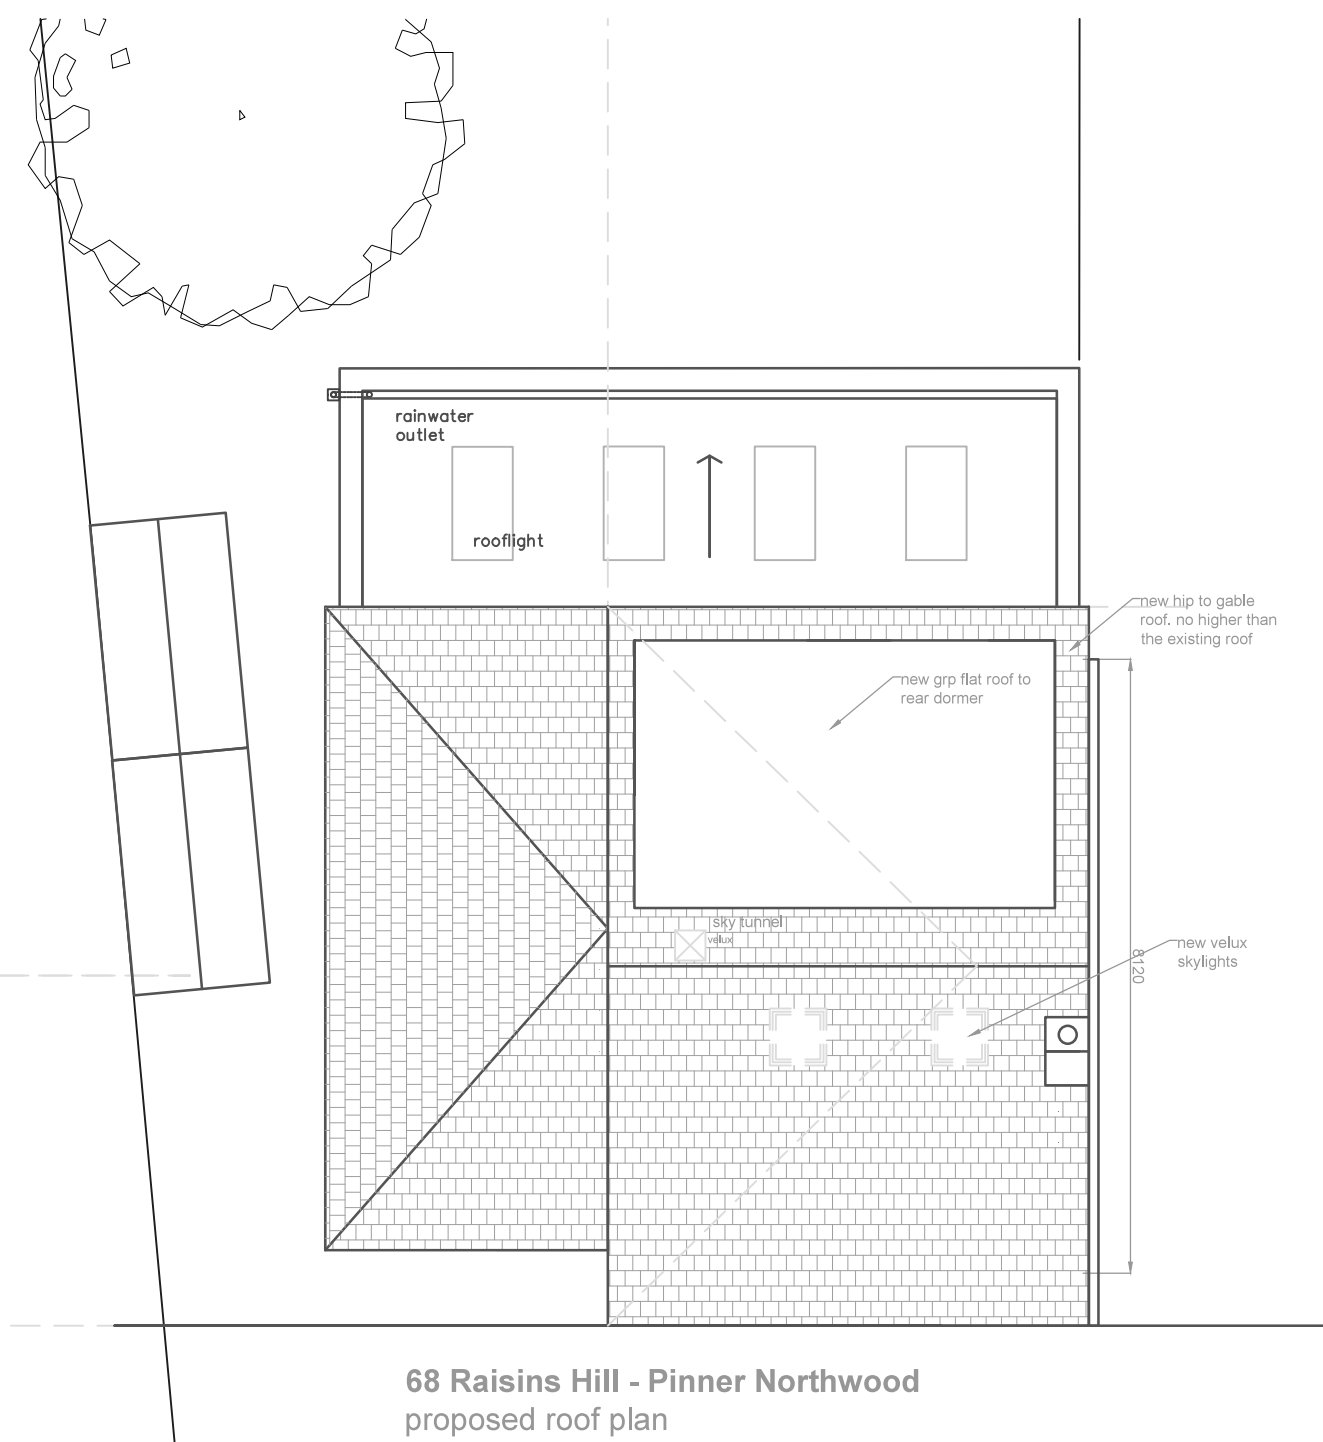 rainwater
outlet
rooflight
new hip to gable
roof. no higher than
the existing roof
new grp flat roof to
rear dormer
sky tunnel
velux
new velux
skylights
8120
68 Raisins Hill - Pinner Northwood
proposed roof plan